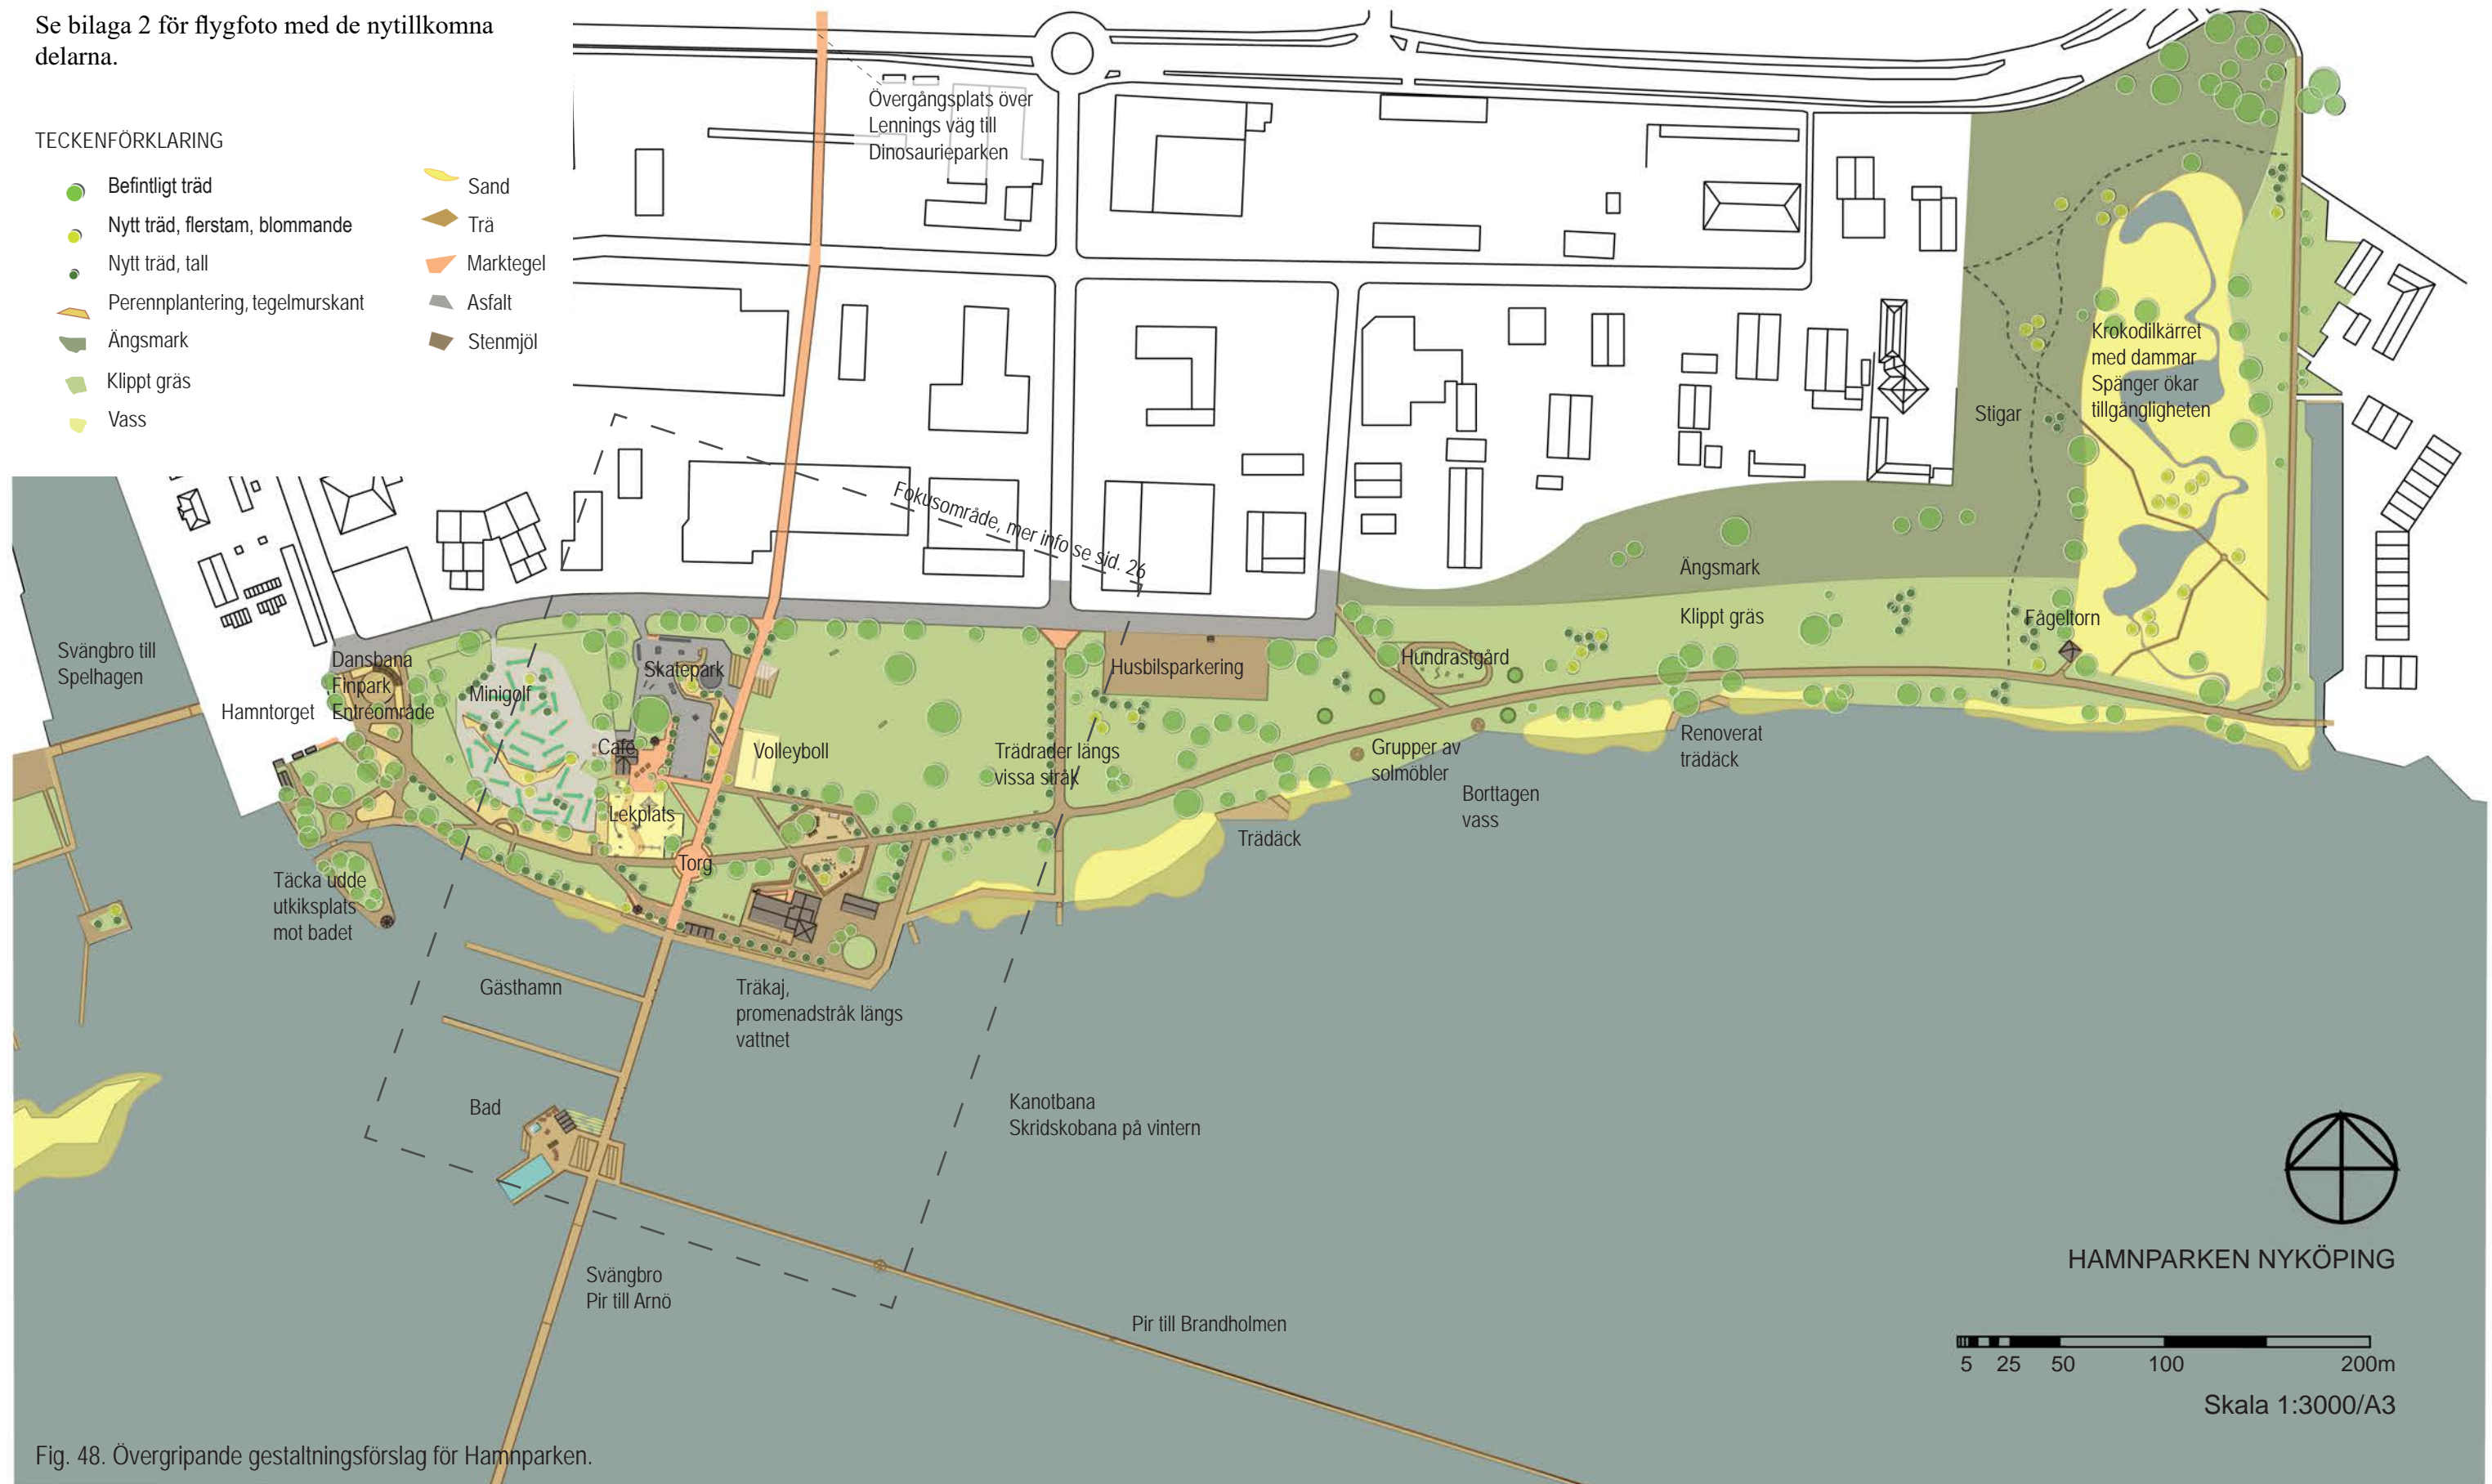 Se bilaga 2 för flygfoto med de nytillkomna
delarna.
TECKENFÖRKLARING
Befintligt träd
Nytt träd, flerstam, blommande
Nytt träd, tall
Perennplantering, tegelmurskant
Ängsmark
Klippt gräs
Vass
Sand
Trä
Marktegel
Asfalt
Stenmjöl
Övergångsplats över
Lennings väg till
Dinosaurieparken
Fokusområde, mer info se sid. 26
Krokodilkärret
med dammar
Spänger ökar
tillgängligheten
Stigar
Ängsmark
Klippt gräs
Fågeltorn
Svängbro till
Spelhagen
Hamntorget
Dansbana
Finpark
Entréområde
Minigolf
Skatepark
Café
Volleyboll
Lekplats
Torg
Husbilsparkering
Hundrastgård
Trädrader längs
vissa stråk
Grupper av
solmöbler
Renoverat
trädäck
Borttagen
vass
Trädäck
Täcka udde
utkiksplats
mot badet
Gästhamn
Träkaj,
promenadstråk längs
vattnet
Bad
Kanotbana
Skridskobana på vintern
Svängbro
Pir till Arnö
Pir till Brandholmen
HAMNPARKEN NYKÖPING
5 25 50 100 200m
Skala 1:3000/A3
Fig. 48. Övergripande gestaltningsförslag för Hamnparken.